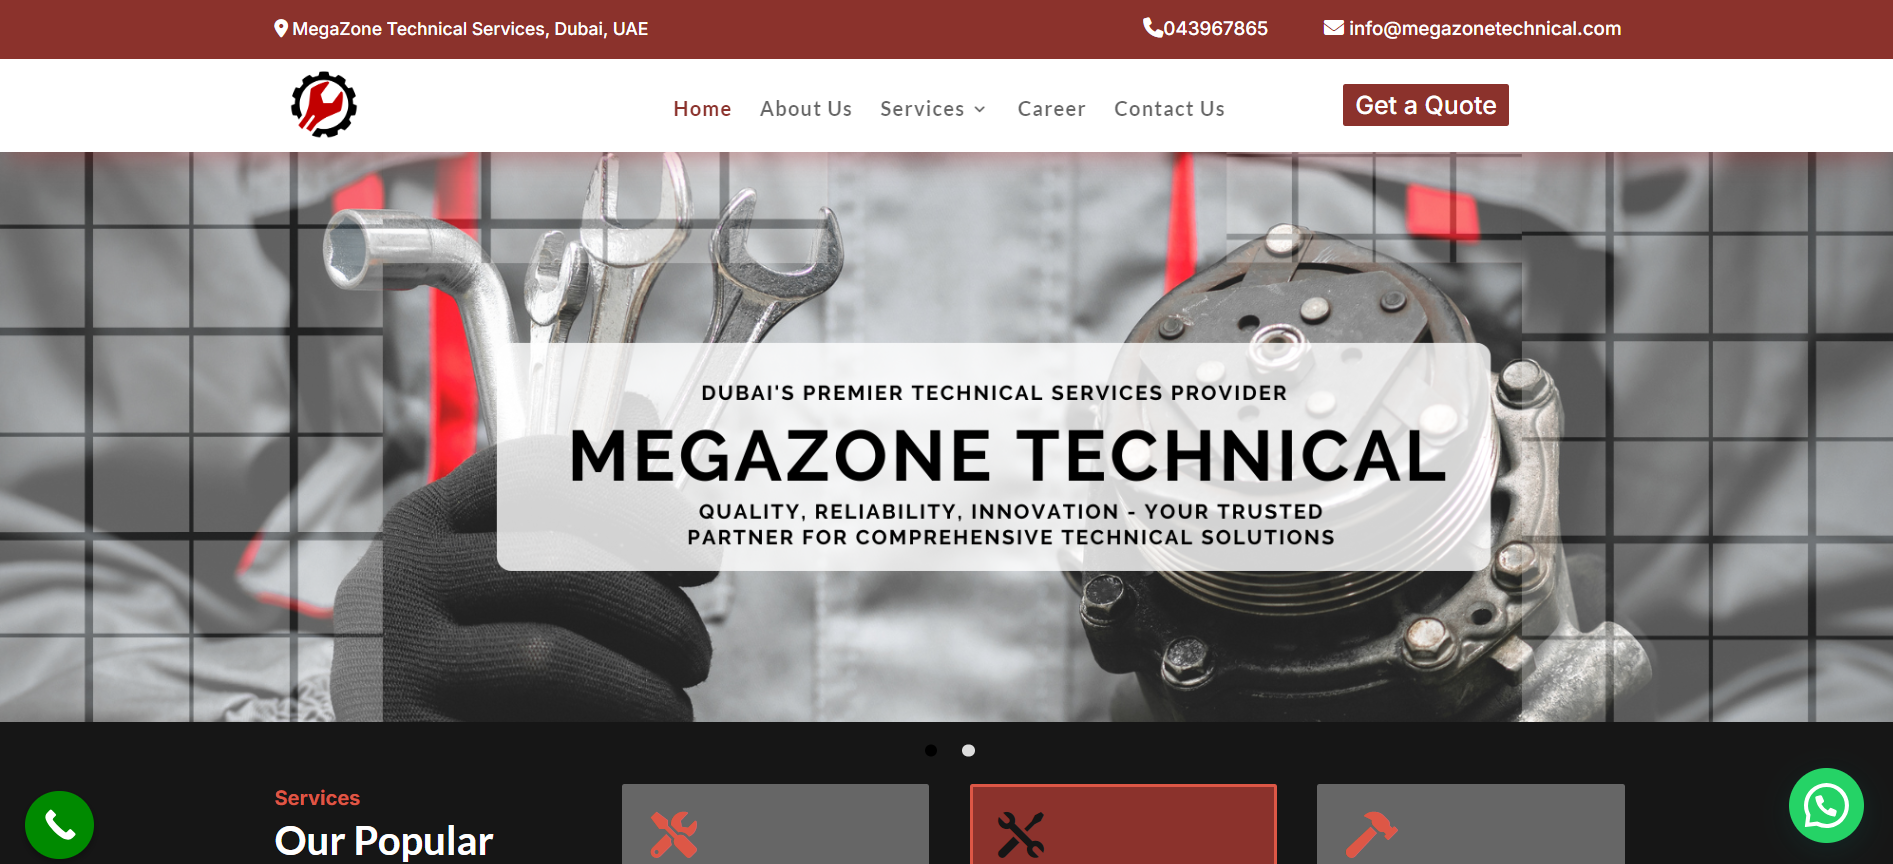 MegaZone Technical Services, Dubai, UAE
043967865
info@megazonetechnical.com
Home
About Us
Services
Career
Contact Us
Get a Quote
DUBAI'S PREMIER TECHNICAL SERVICES PROVIDER
MEGAZONE TECHNICAL
QUALITY, RELIABILITY, INNOVATION - YOUR TRUSTED
PARTNER FOR COMPREHENSIVE TECHNICAL SOLUTIONS
Services
Our Popular